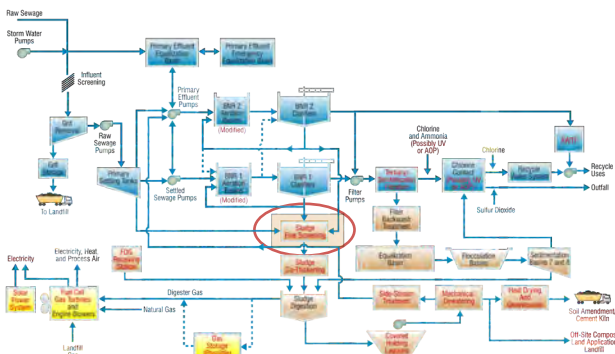 Raw Sewage
Storm Water
Pumps
Primary Effluent
Equalization
Basin
Primary Effluent
Emergency
Equalization Basin
Influent
Screening
Primary
Effluent
Pumps
BNR 2
Aeration
Basins
(Modified)
BNR 2
Clarifiers
Grit
Removal
Raw
Sewage
Pumps
Chlorine
and Ammonia
(Possibly UV
or AOP)
Chlorine
Grit
Storage
Primary
Settling Tanks
BNR 1
Aeration
Basins
(Modified)
BNR 1
Clarifiers
Filter
Pumps
Tertiary
Chlorine
Contact
(Possibly UV
or AOP)
Recycle
Water System
Recycle
Uses
Outfall
To Landfill
Settled
Sewage Pumps
Sulfur Dioxide
Sludge
Fine Screening
Filter
Backwash
Treatment
Electricity
Electricity, Heat
and Process Air
FOG
Receiving
Station
Sludge
Co-Thickening
Equalization
Basin
Flocculation
Basins
Sedimentation
Basins 7 and 8
Solar
Power
System
Fuel Cell
Gas Turbines
and
Engine Blowers
Digester Gas
Natural Gas
Sludge
Digestion
Side-Stream
Treatment
Mechanical
Dewatering
Heat Drying
And
Soil Amendment,
Cement Kiln
Landfill
Gas
Gas
Storage
Covered
Holding
Lagoons
Off-Site Compost
Land Application
Landfill